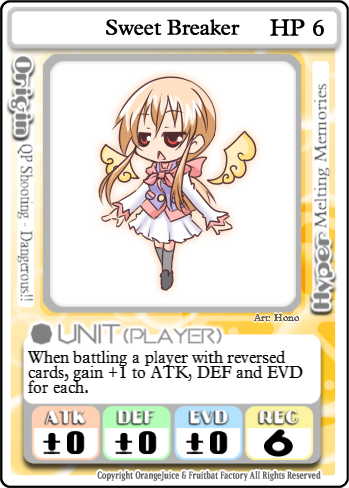 Sweet Breaker HP 6
Origin QP Shooting - Dangerous!!
Hyper Melting Memories
Art: Hono
UNIT(PLAYER)
When battling a player with reversed
cards, gain +1 to ATK, DEF and EVD
for each.
ATK DEF EVD REC
±0 ±0 ±0 6
Copyright OrangeJuice & Fruitbat Factory All Rights Reserved